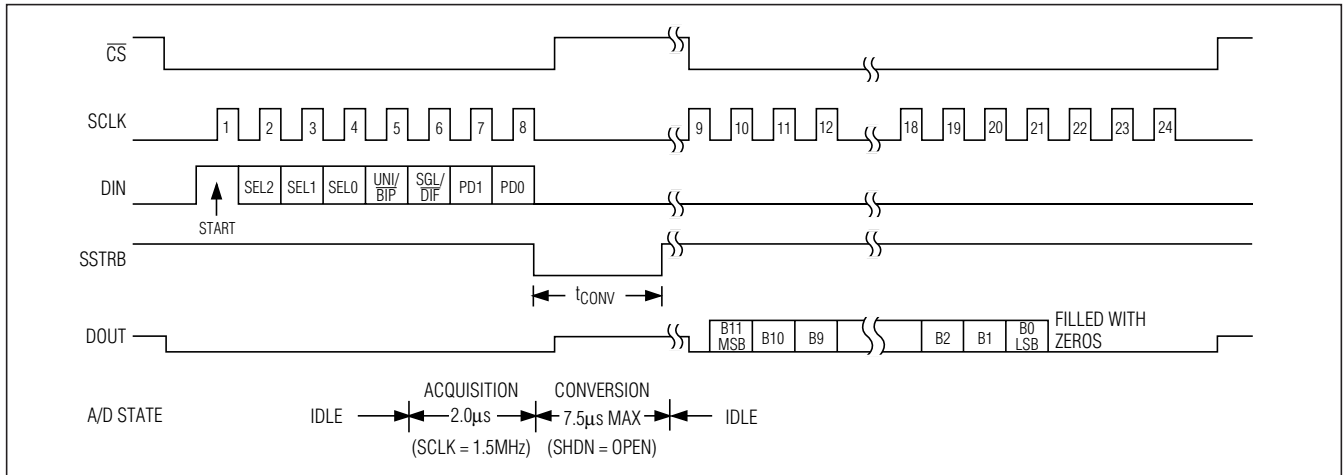 CS
SCLK 1 2 3 4 5 6 7 8 9 10 11 12 18 19 20 21 22 23 24
DIN SEL2 SEL1 SEL0 UNI/BIP SGL/DIF PD1 PD0
START
SSTRB
tCONV
DOUT B11 MSB B10 B9 B2 B1 B0 LSB FILLED WITH ZEROS
A/D STATE IDLE ACQUISITION 2.0μs CONVERSION 7.5μs MAX IDLE
(SCLK = 1.5MHz) (SHDN = OPEN)